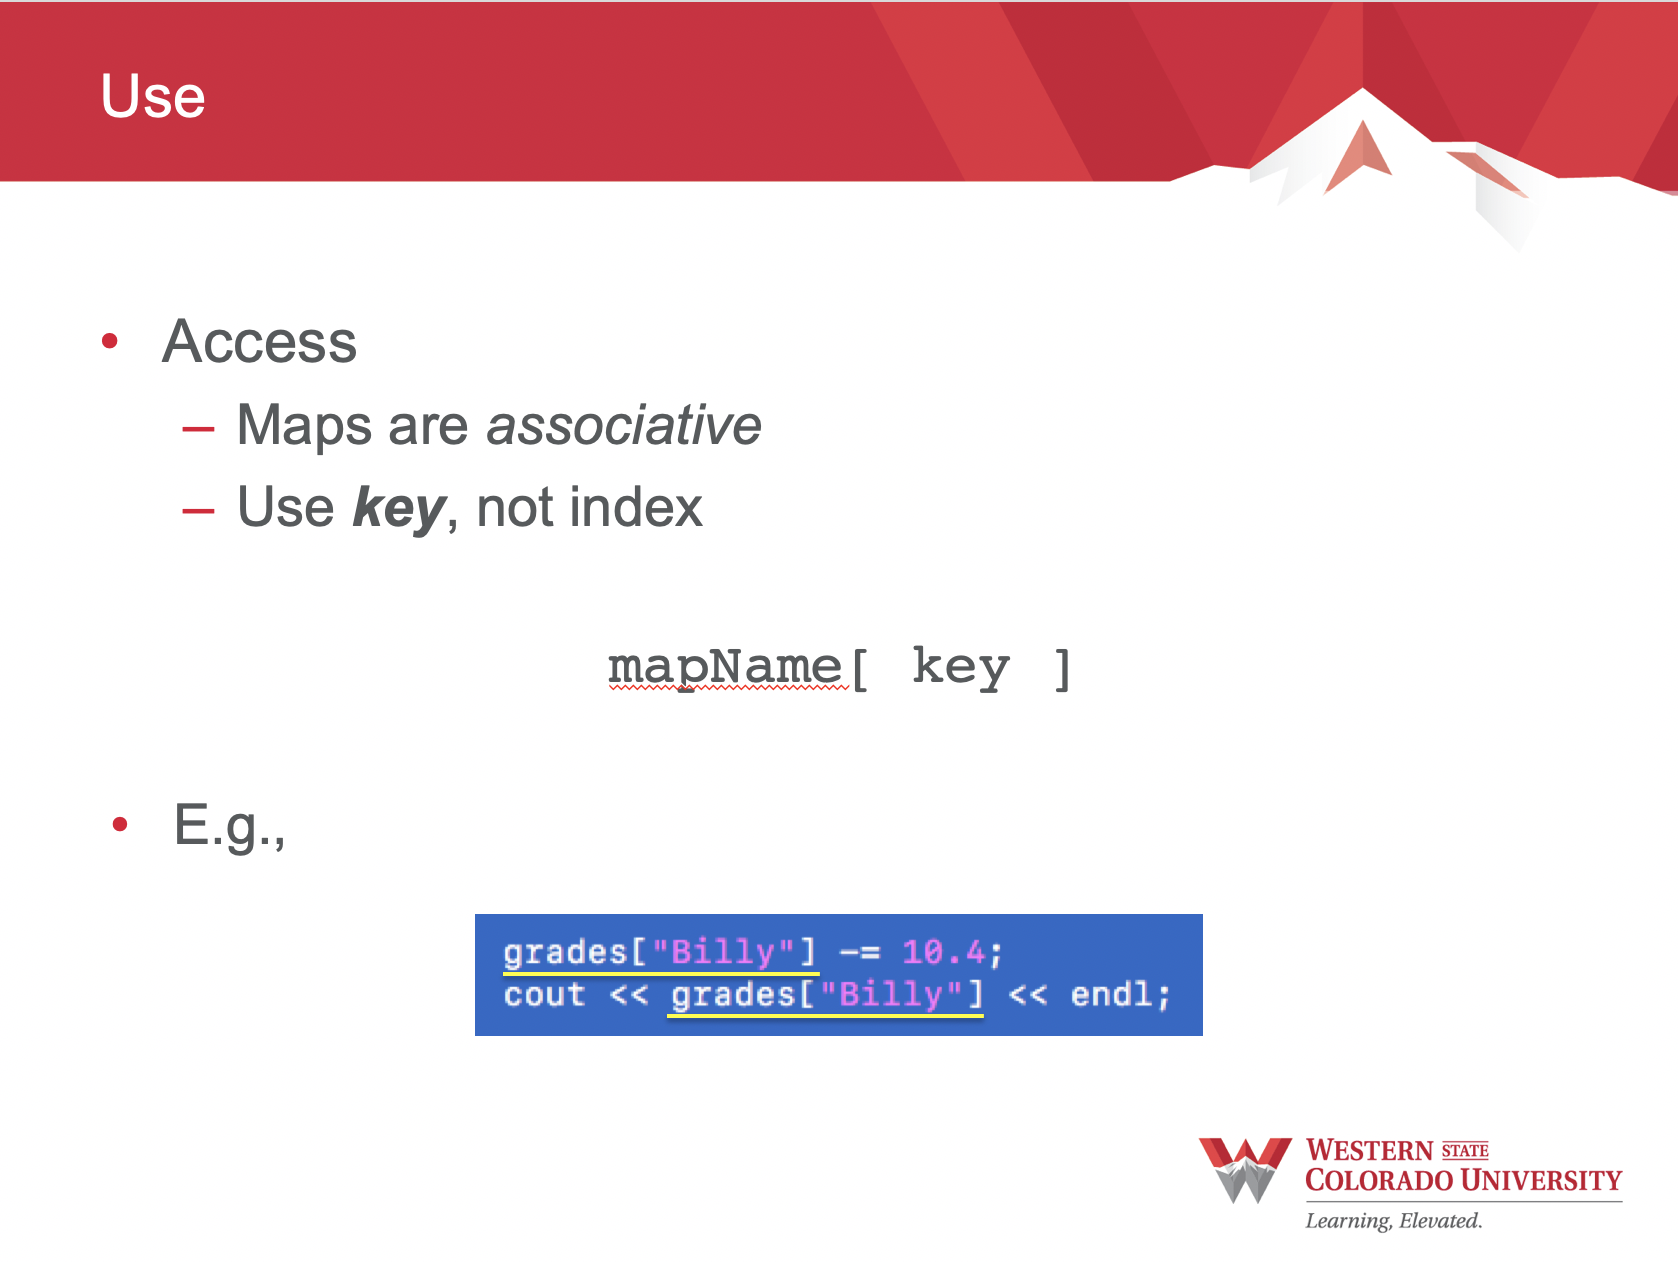 Use
• Access
– Maps are associative
– Use key, not index
mapName[ key ]
• E.g.,
grades["Billy"] -= 10.4;
cout << grades["Billy"] << endl;
WESTERN STATE
COLORADO UNIVERSITY
Learning, Elevated.